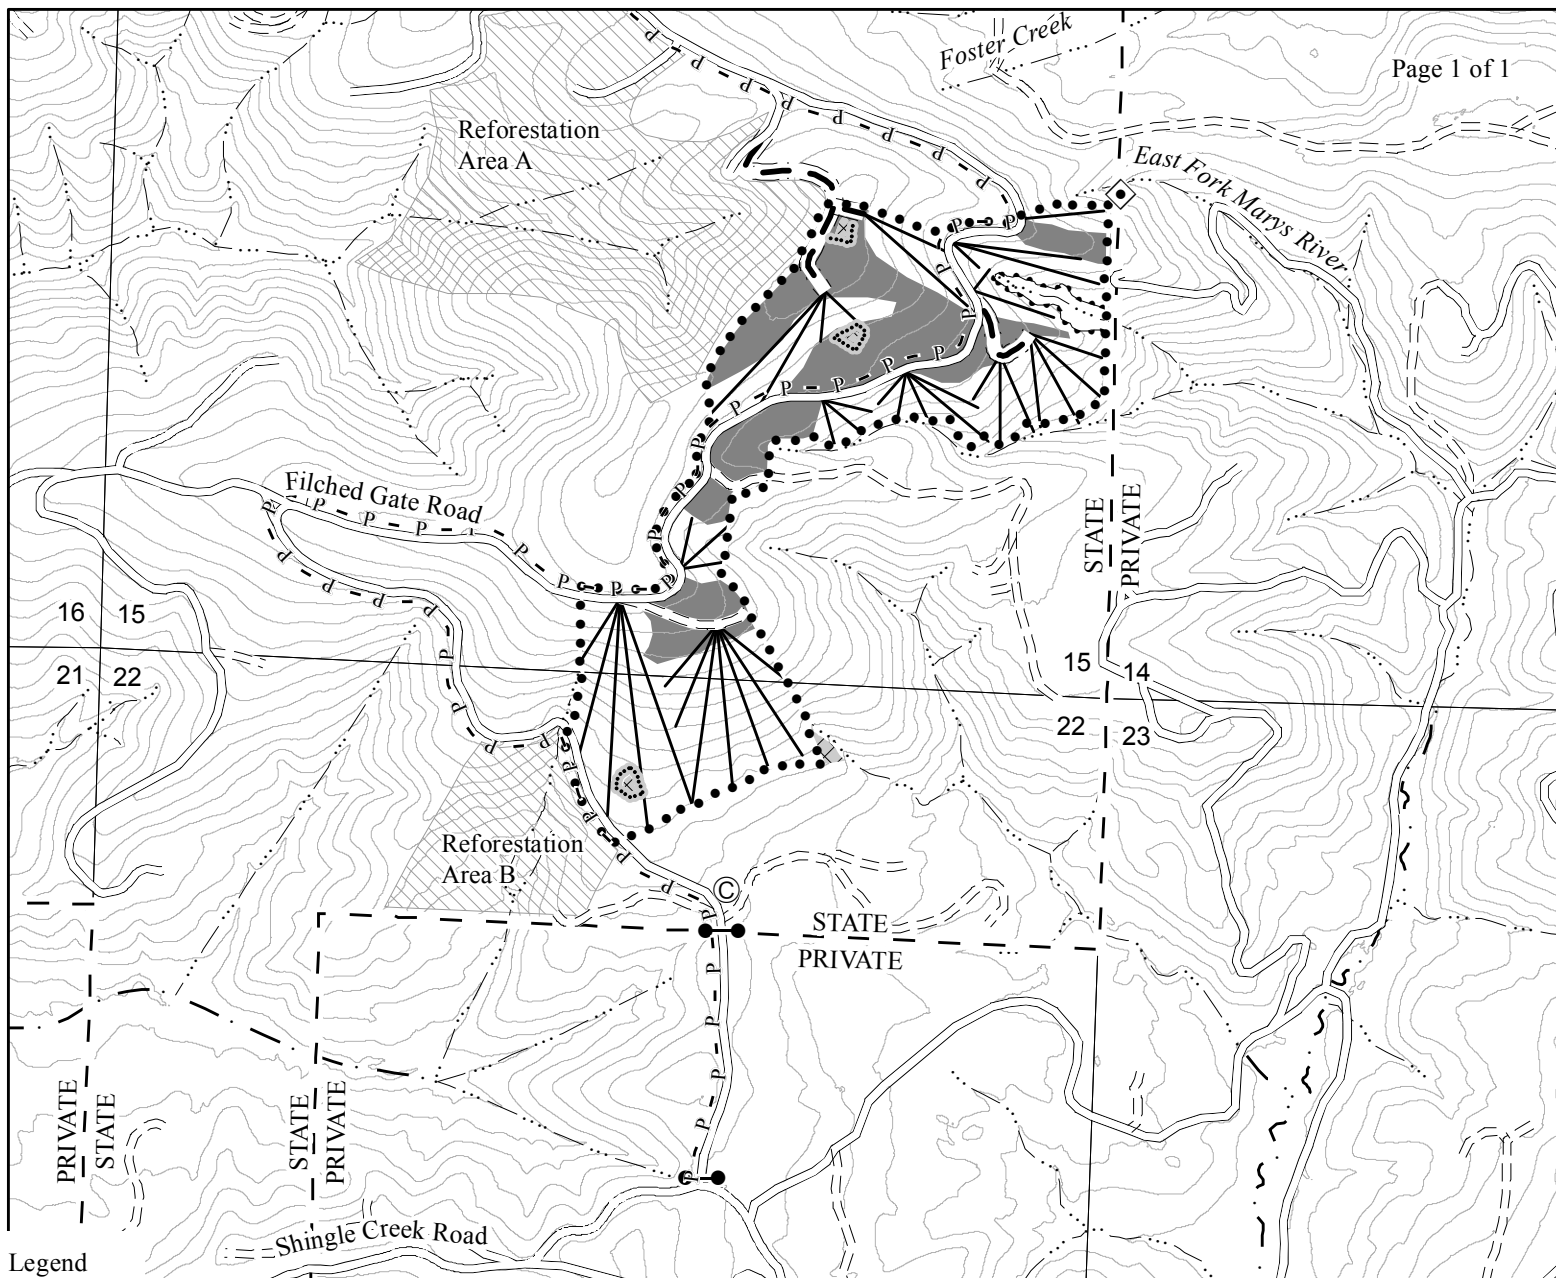 Foster Creek
Page 1 of 1
Reforestation
Area A
East Fork Marys River
Filched Gate Road
STATE
PRIVATE
16 15
21 22
15 14
22 23
Reforestation
Area B
C
STATE
PRIVATE
PRIVATE
STATE
STATE
PRIVATE
Shingle Creek Road
Legend